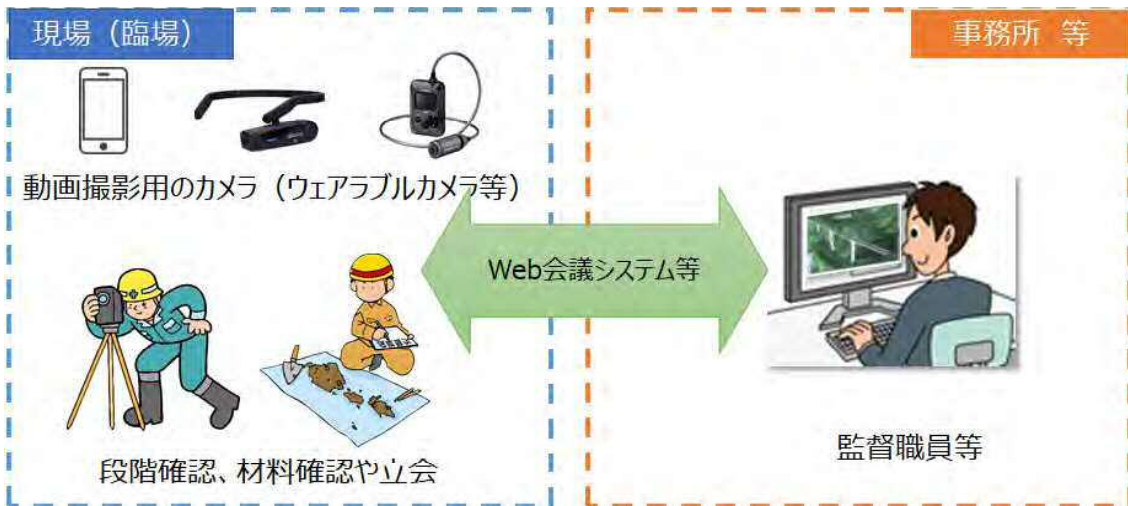 現場（臨場）
事務所 等
動画撮影用のカメラ（ウェアラブルカメラ等）
Web会議システム等
段階確認、材料確認や立会
監督職員等